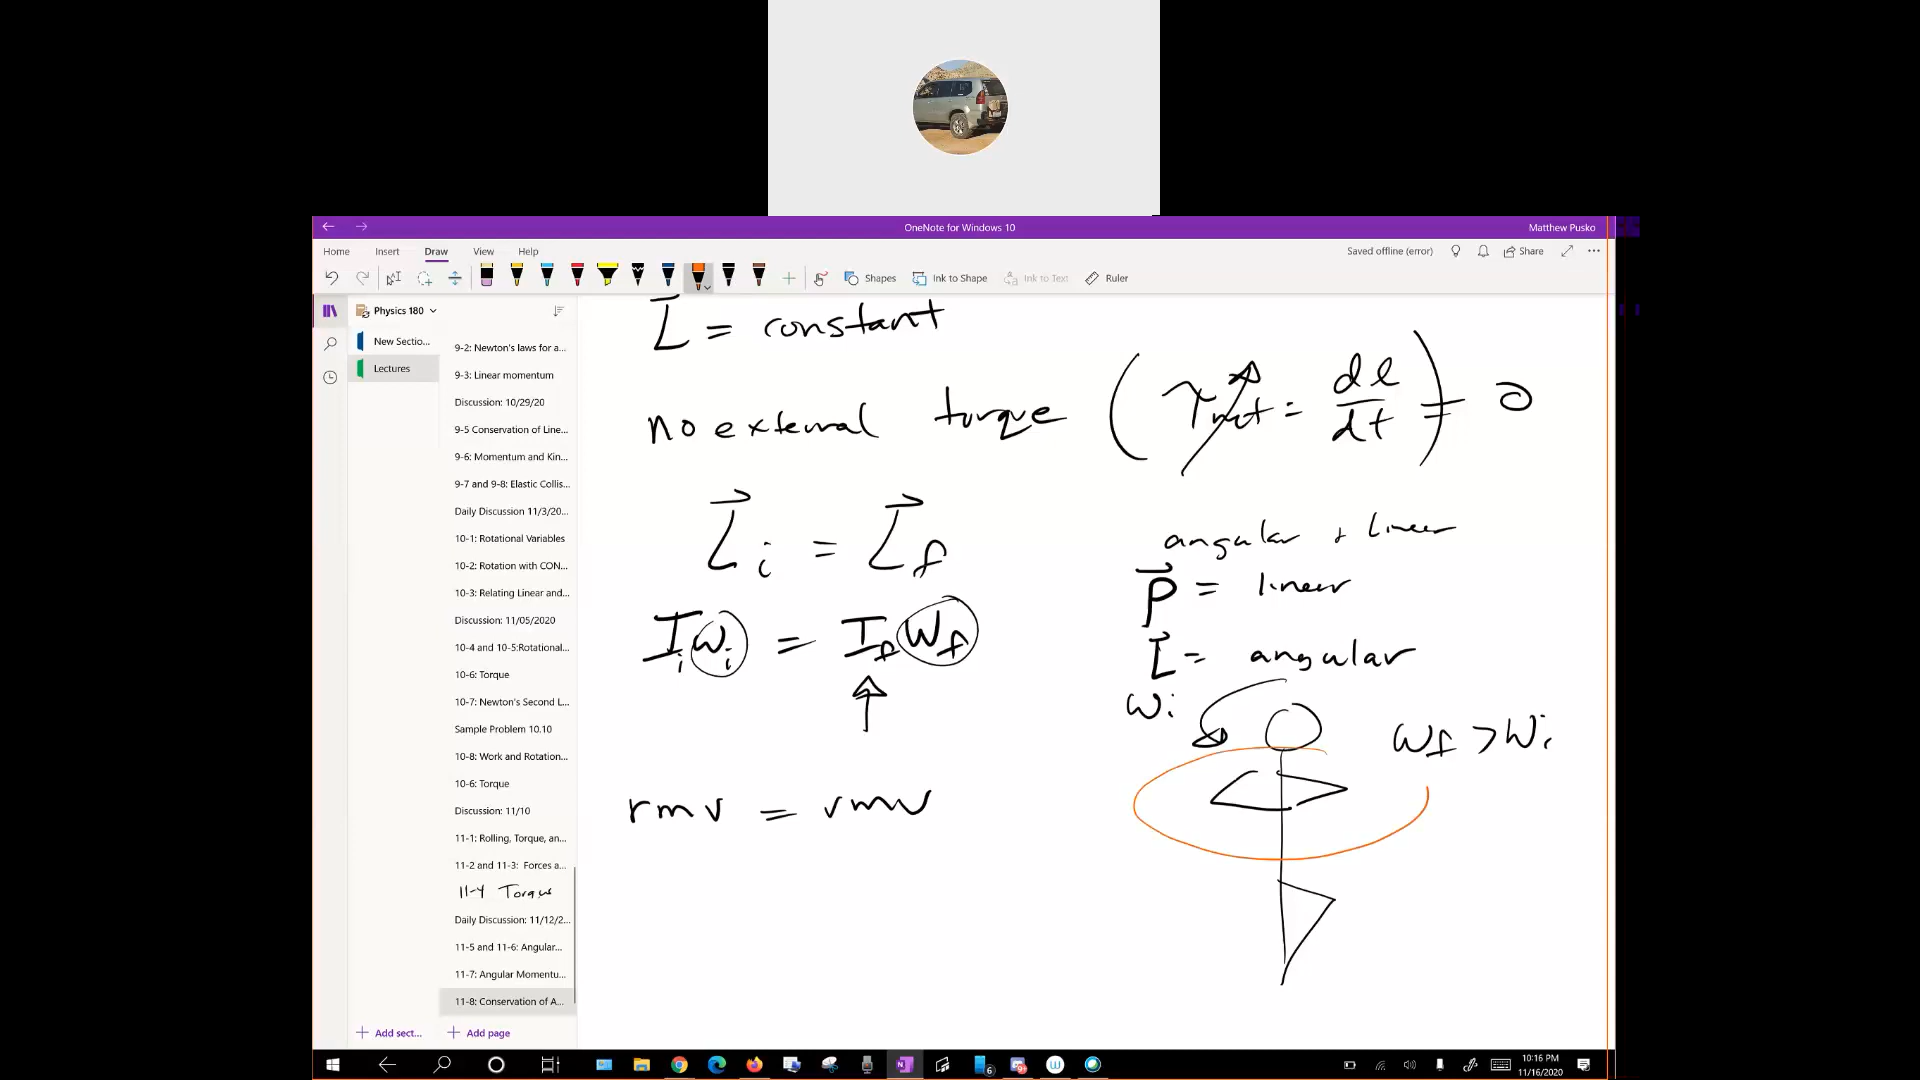 OneNote for Windows 10
Matthew Pusko
Home Insert Draw View Help
Saved offline (error)
Share
Shapes
Ink to Shape
Ink to Text
Ruler
Physics 180
New Sectio...
Lectures
9-2: Newton's laws for a...
9-3: Linear momentum
Discussion: 10/29/20
9-5 Conservation of Line...
9-6: Momentum and Kin...
9-7 and 9-8: Elastic Collis...
Daily Discussion 11/3/20...
10-1: Rotational Variables
10-2: Rotation with CON...
10-3: Relating Linear and...
Discussion: 11/05/2020
10-4 and 10-5:Rotational...
10-6: Torque
10-7: Newton's Second L...
Sample Problem 10.10
10-8: Work and Rotation...
10-6: Torque
Discussion: 11/10
11-1: Rolling, Torque, an...
11-2 and 11-3: Forces a...
11-4 Torque
Daily Discussion: 11/12/2...
11-5 and 11-6: Angular...
11-7: Angular Momentu...
11-8: Conservation of A...
Add sect...
Add page
L⃗ = constant
no external torque (τnet = dℓ/dt) = 0
L⃗i = L⃗f
Iiωi = Ifωf
rmv = rmv
angular + linear
p⃗ = linear
L⃗ = angular
ωi
ωf > ωi
6
10:16 PM
11/16/2020